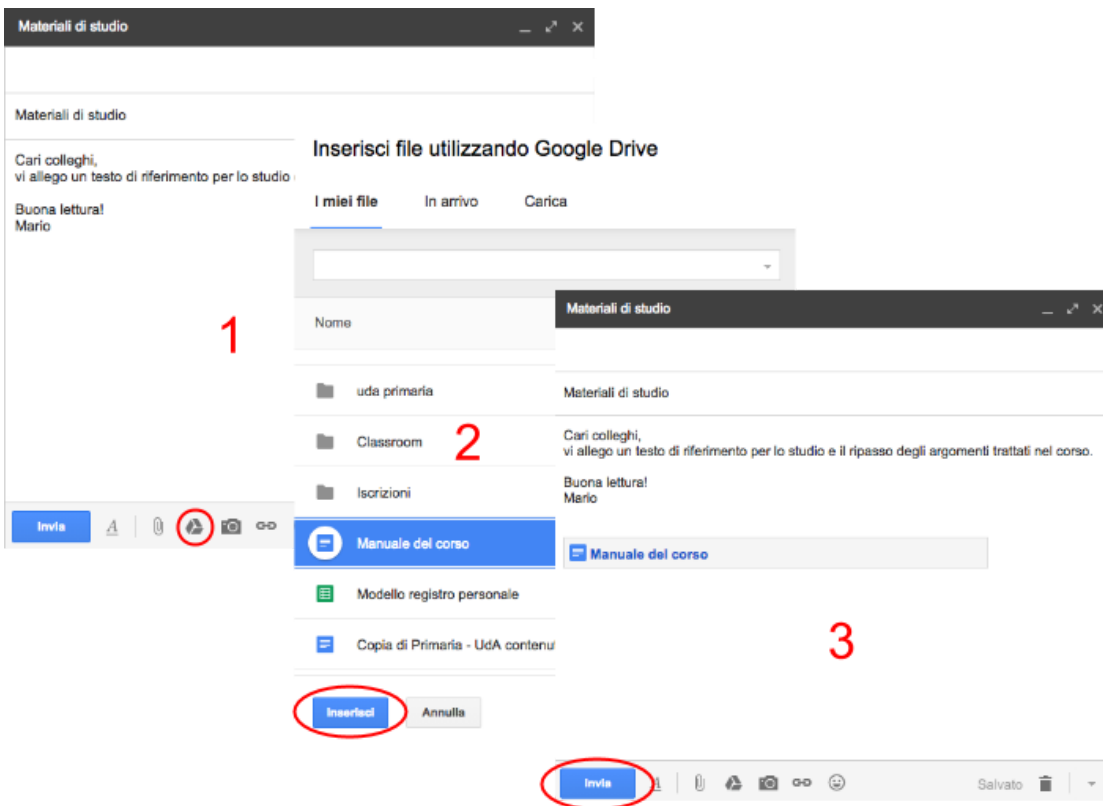 Materiali di studio
Materiali di studio
Cari colleghi,
vi allego un testo di riferimento per lo studio
Buona lettura!
Mario
1
Invia
A
Inserisci file utilizzando Google Drive
I miei file In arrivo Carica
Nome
uda primaria
Classroom
2
Iscrizioni
Manuale del corso
Modello registro personale
Copia di Primaria - UdA contenut
Inserisci Annulla
Materiali di studio
Materiali di studio
Cari colleghi,
vi allego un testo di riferimento per lo studio e il ripasso degli argomenti trattati nel corso.
Buona lettura!
Mario
Manuale del corso
3
Invia A Salvato